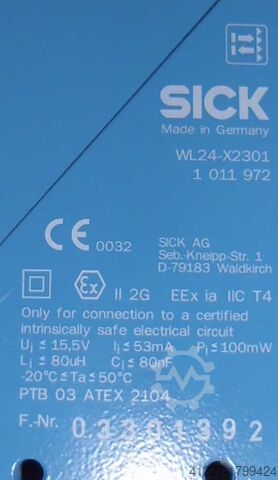 SICK
Made in Germany
WL24-X2301
1 011 972
CE 0032
SICK AG
Seb.-Kneipp-Str. 1
D-79183 Waldkirch
Ex II 2G EEx ia IIC T4
Only for connection to a certified
intrinsically safe electrical circuit
Ui ≤ 15,5V Ii ≤ 53mA Pi ≤ 100mW
Li ≤ 80uH Ci ≤ 80nF
-20°C ≤ Ta ≤ 50°C
PTB 03 ATEX 2104
F.-Nr. 03301392